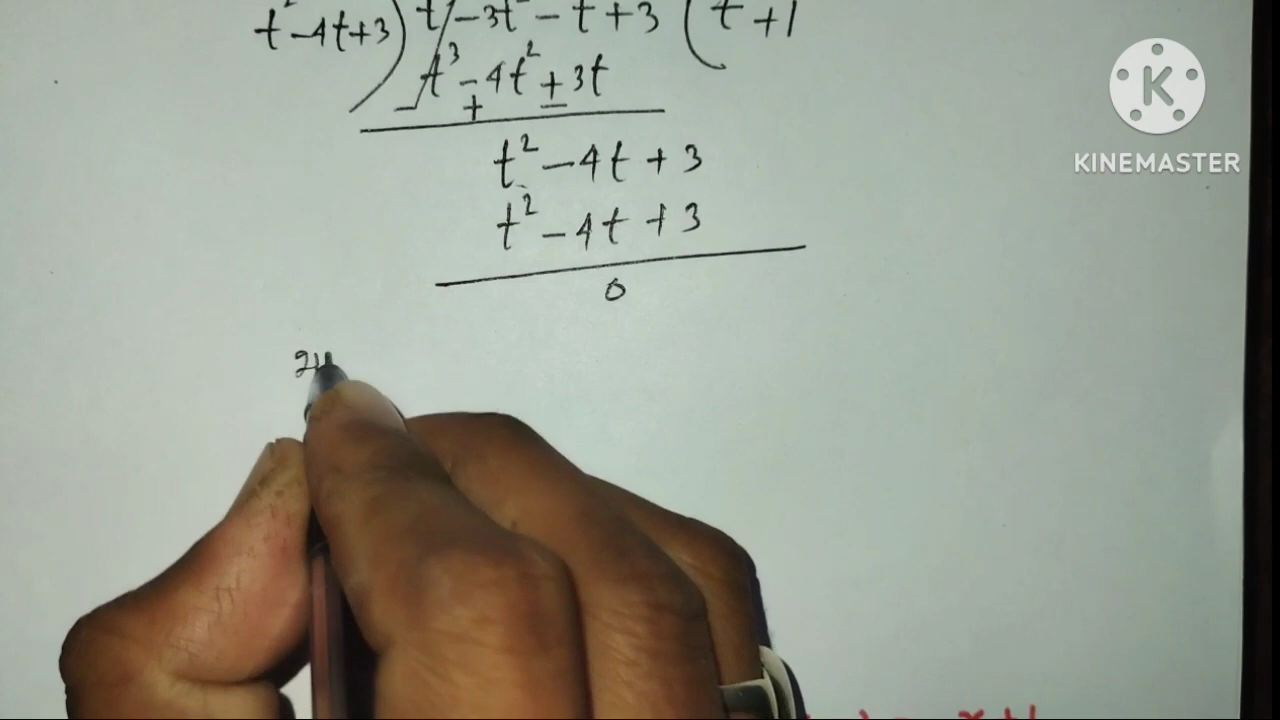 t²-4t+3) t³-3t²-t+3 (t+1
t³-4t²+3t
- + -
t²-4t+3
t²-4t+3
0
K
KINEMASTER